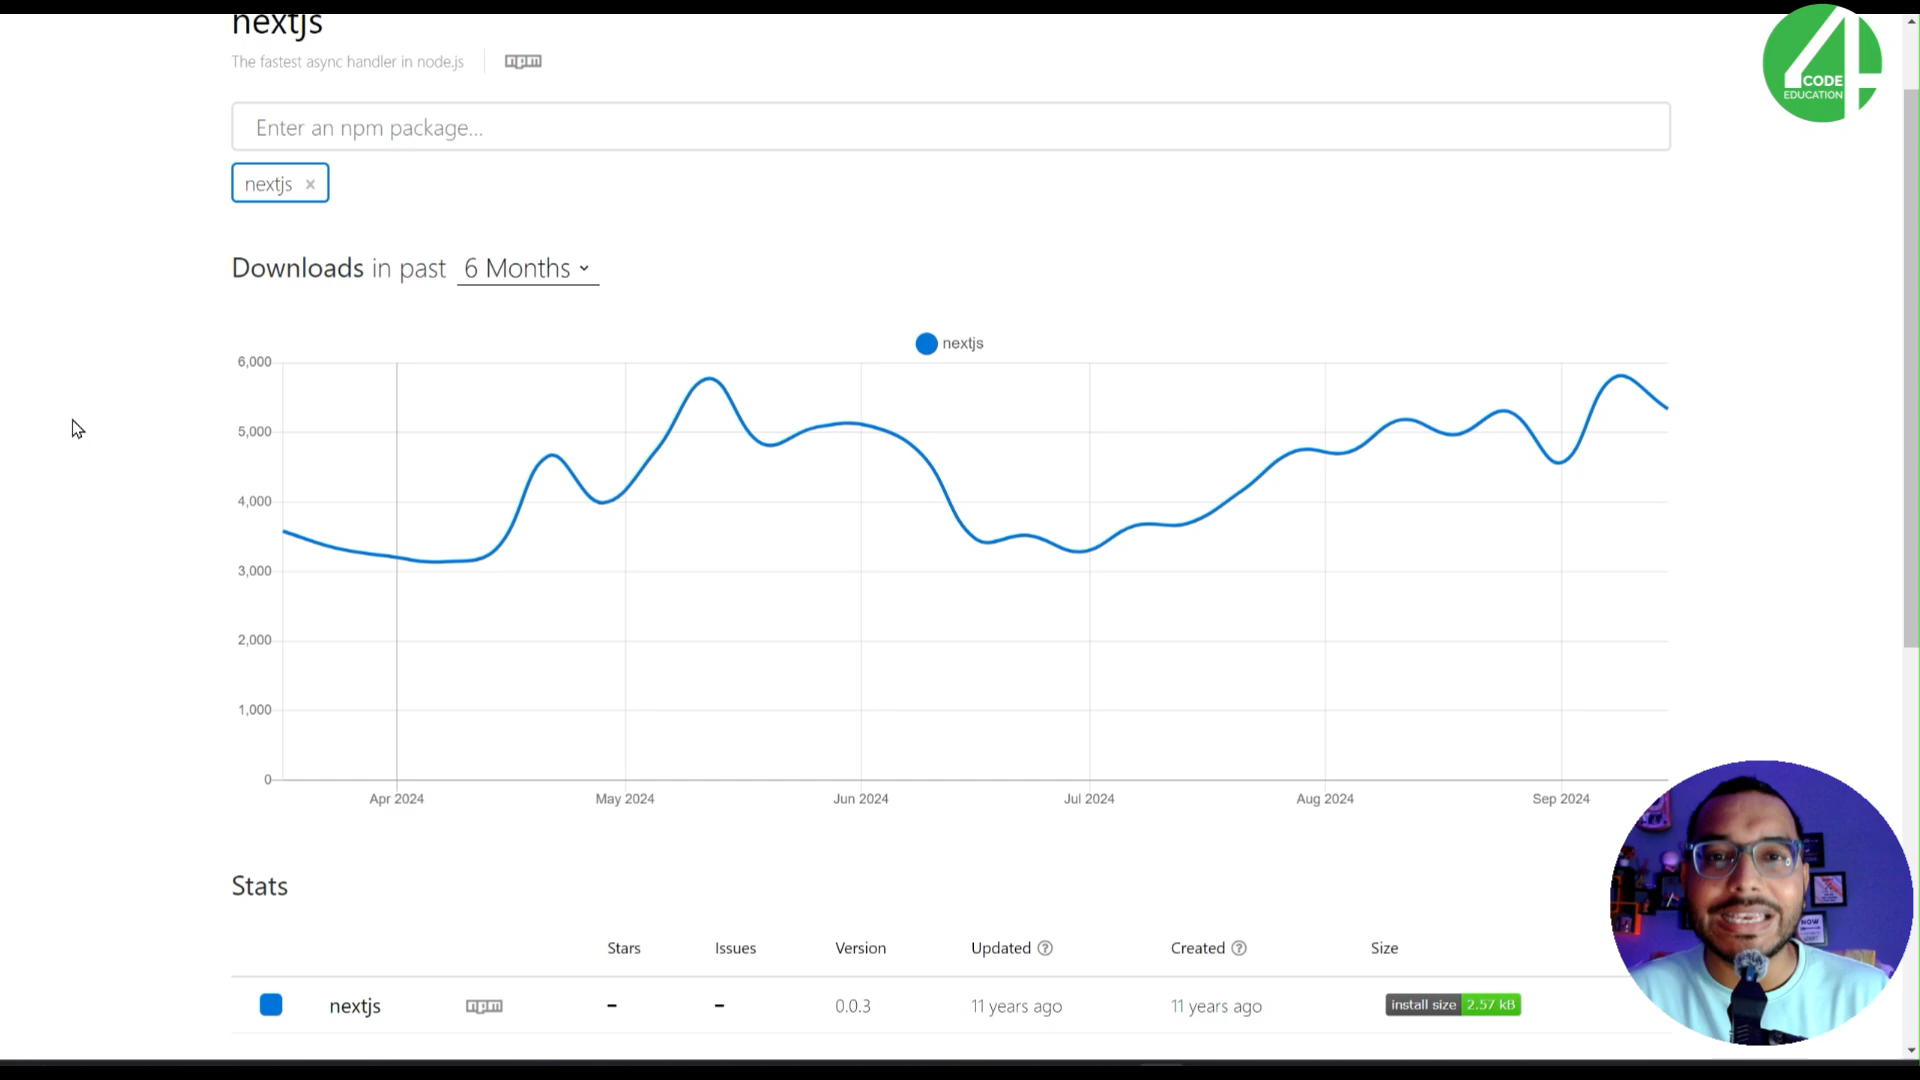 nextjs
The fastest async handler in node.js
npm
CODE
EDUCATION
Enter an npm package...
nextjs ×
Downloads in past 6 Months
nextjs
6,000
5,000
4,000
3,000
2,000
1,000
0
Apr 2024 May 2024 Jun 2024 Jul 2024 Aug 2024 Sep 2024
NOW
Stats
Stars Issues Version Updated ? Created ? Size
nextjs npm - - 0.0.3 11 years ago 11 years ago install size 2.57 kB